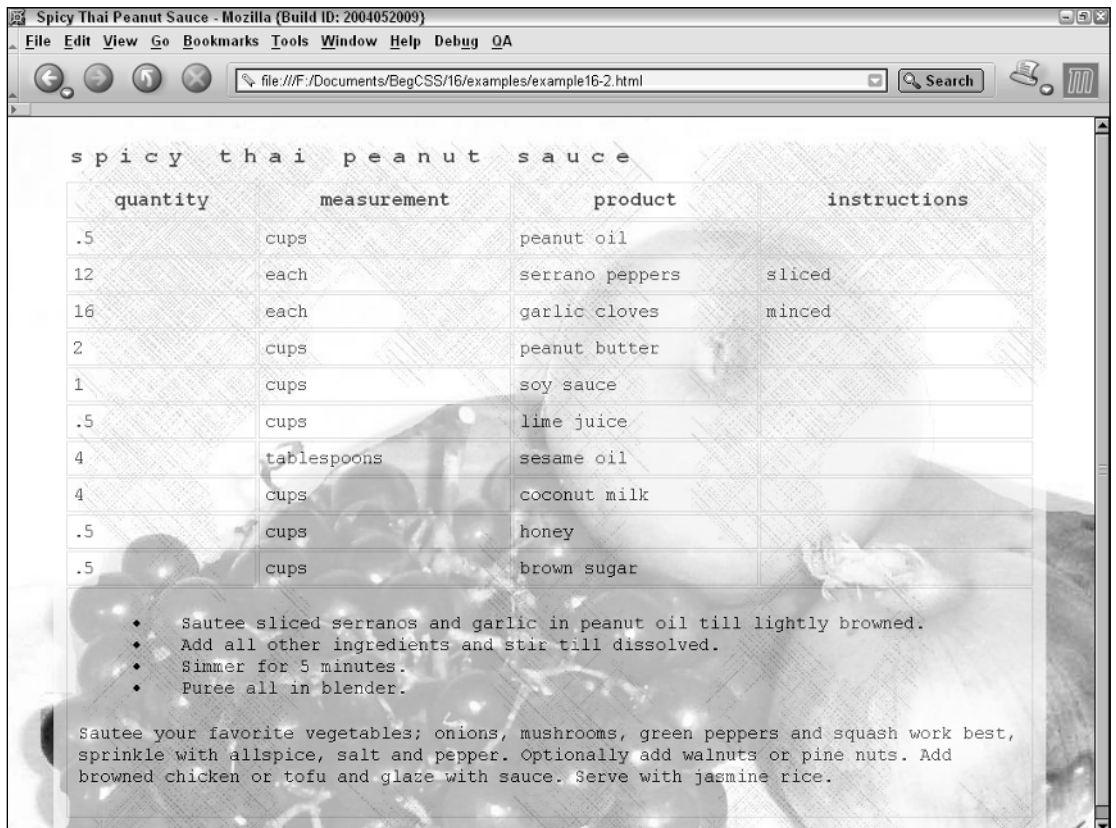 Spicy Thai Peanut Sauce - Mozilla {Build ID: 2004052009}
File Edit View Go Bookmarks Tools Window Help Debug QA
file:///F:/Documents/BegCSS/16/examples/example16-2.html Search
spicy thai peanut sauce
quantity measurement product instructions
.5 cups peanut oil
12 each serrano peppers sliced
16 each garlic cloves minced
2 cups peanut butter
1 cups soy sauce
.5 cups lime juice
4 tablespoons sesame oil
4 cups coconut milk
.5 cups honey
.5 cups brown sugar
• Sautee sliced serranos and garlic in peanut oil till lightly browned.
• Add all other ingredients and stir till dissolved.
• Simmer for 5 minutes.
• Puree all in blender.
Sautee your favorite vegetables; onions, mushrooms, green peppers and squash work best,
sprinkle with allspice, salt and pepper. Optionally add walnuts or pine nuts. Add
browned chicken or tofu and glaze with sauce. Serve with jasmine rice.